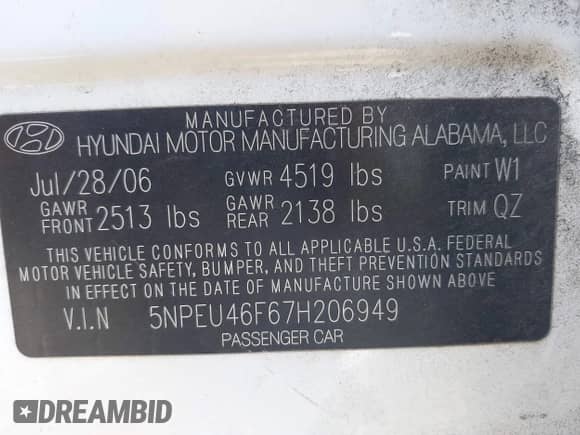 MANUFACTURED BY
HYUNDAI MOTOR MANUFACTURING ALABAMA, LLC
Jul/28/06 GVWR 4519 lbs PAINT W1
GAWR FRONT 2513 lbs GAWR REAR 2138 lbs TRIM QZ
THIS VEHICLE CONFORMS TO ALL APPLICABLE U.S.A. FEDERAL
MOTOR VEHICLE SAFETY, BUMPER, AND THEFT PREVENTION STANDARDS
IN EFFECT ON THE DATE OF MANUFACTURE SHOWN ABOVE
V.I.N 5NPEU46F67H206949
PASSENGER CAR
DREAMBID